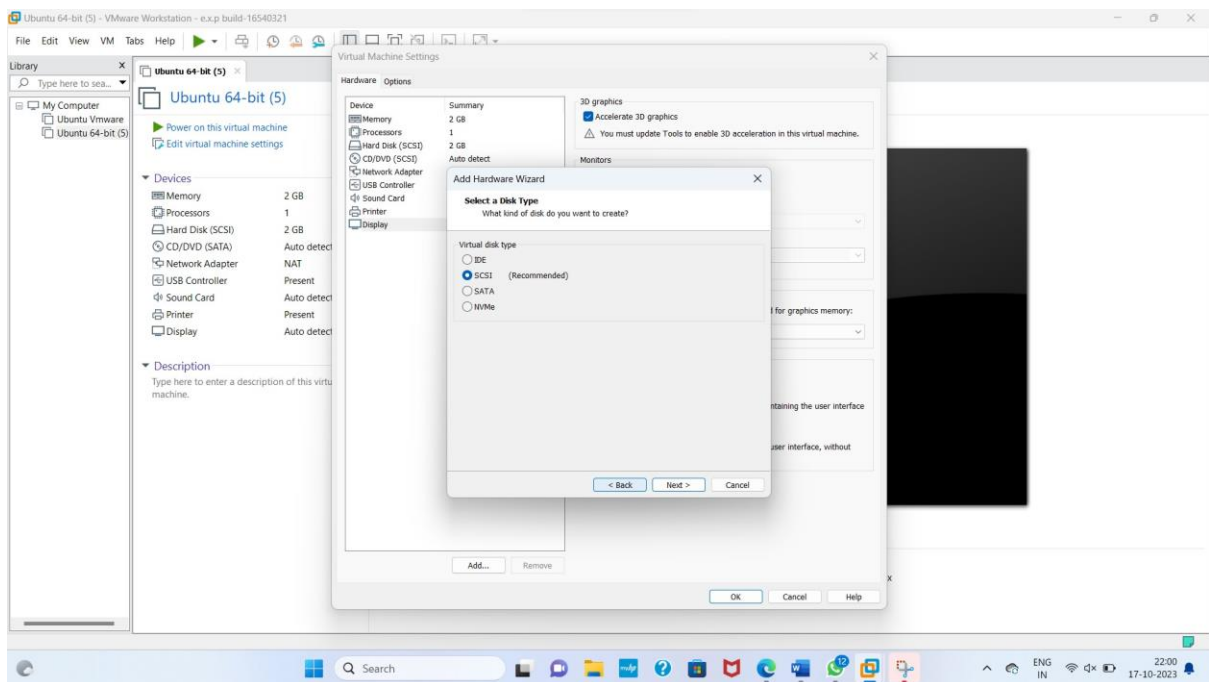 Ubuntu 64-bit (5) - VMware Workstation - e.x.p build-16540321
File Edit View VM Tabs Help
Library X
Type here to sea...
My Computer
Ubuntu Vmware
Ubuntu 64-bit (5)
Ubuntu 64-bit (5) ×
Ubuntu 64-bit (5)
Power on this virtual machine
Edit virtual machine settings
Devices
Memory 2 GB
Processors 1
Hard Disk (SCSI) 2 GB
CD/DVD (SATA) Auto detect
Network Adapter NAT
USB Controller Present
Sound Card Auto detect
Printer Present
Display Auto detect
Description
Type here to enter a description of this virtu
machine.
Virtual Machine Settings
Hardware Options
Device Summary
Memory 2 GB
Processors 1
Hard Disk (SCSI) 2 GB
CD/DVD (SCSI) Auto detect
Network Adapter
USB Controller
Sound Card
Printer
Display
Add... Remove
3D graphics
Accelerate 3D graphics
You must update Tools to enable 3D acceleration in this virtual machine.
Monitors
for graphics memory:
ntaining the user interface
user interface, without
OK Cancel Help
Add Hardware Wizard
Select a Disk Type
What kind of disk do you want to create?
Virtual disk type
IDE
SCSI (Recommended)
SATA
NVMe
< Back Next > Cancel
x
Search
12
ENG
IN
22:00
17-10-2023